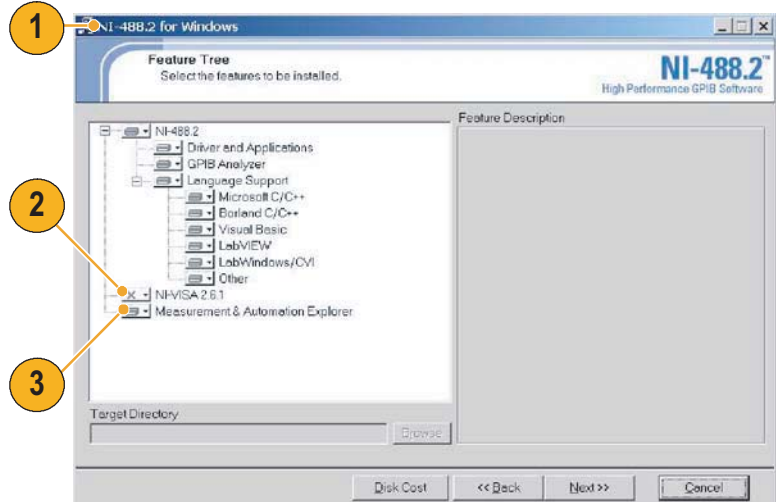 1
NI-488.2 for Windows
Feature Tree
Select the features to be installed.
NI-488.2™
High Performance GPIB Software
Feature Description
NI-488.2
Driver and Applications
GPIB Analyzer
Language Support
Microsoft C/C++
Borland C/C++
Visual Basic
LabVIEW
LabWindows/CVI
Other
2
NI-VISA 2.6.1
Measurement & Automation Explorer
3
Target Directory
Browse
Disk Cost
<< Back
Next >>
Cancel